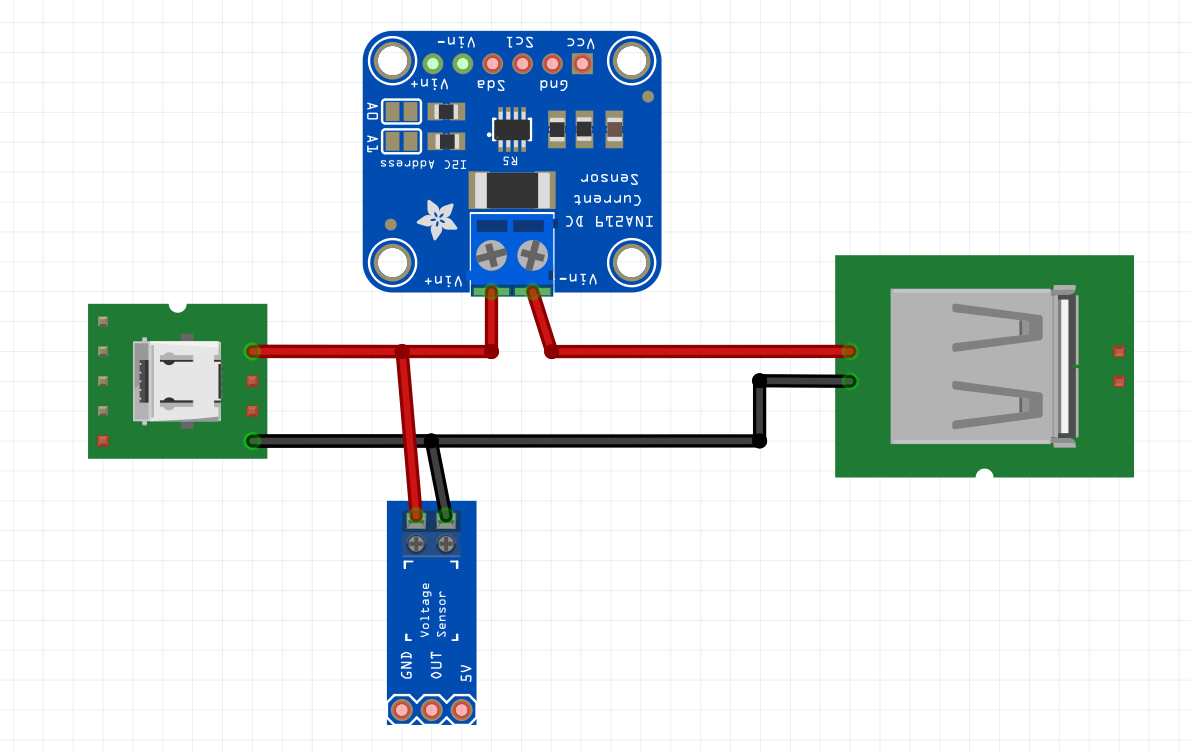 Vin- Scl Vcc
Vin+ Sda Gnd
A0
A1
I2C Address
R5
INA219 DC
Current
Sensor
Vin+ Vin-
Voltage
Sensor
GND
OUT
5V